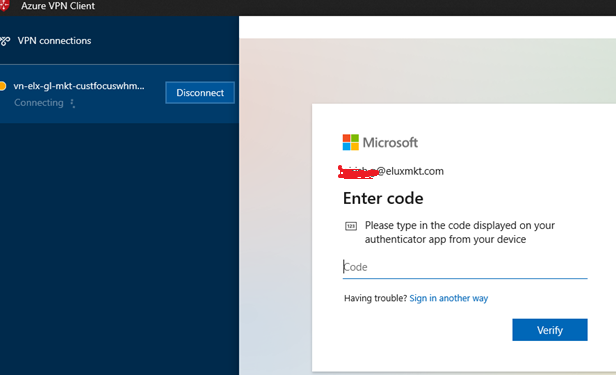 Azure VPN Client
VPN connections
vn-elx-gl-mkt-custfocuswhm...
Disconnect
Connecting
Microsoft
@eluxmkt.com
Enter code
123
Please type in the code displayed on your
authenticator app from your device
Code
Having trouble? Sign in another way
Verify